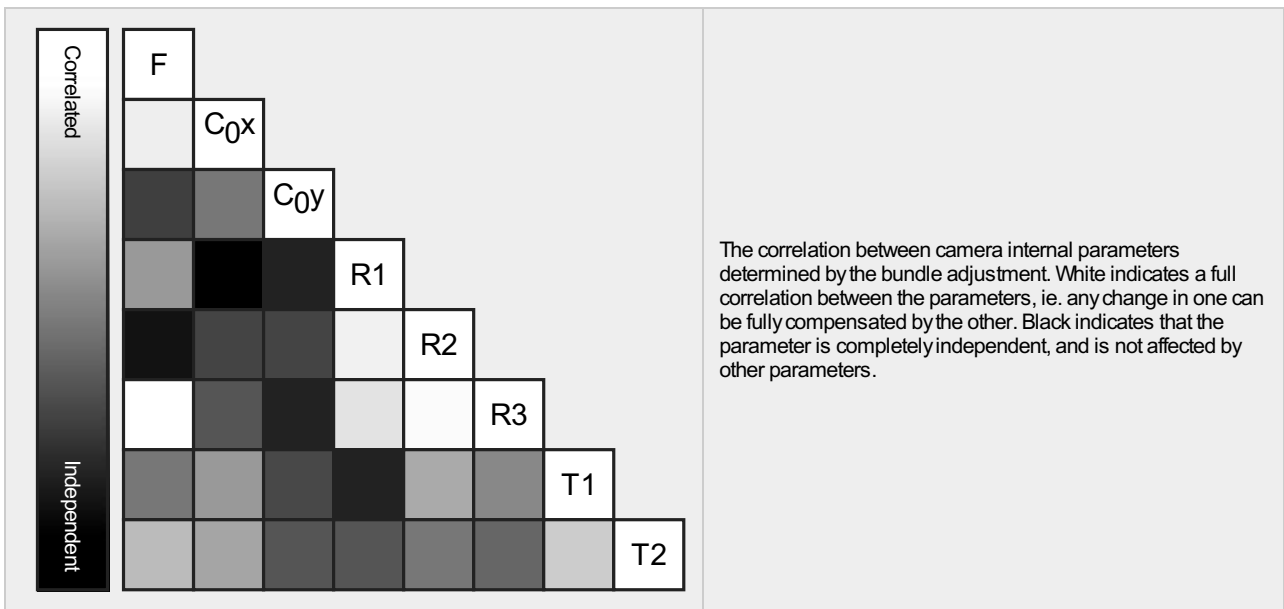 Correlated
Independent
F
C0x
C0y
R1
R2
R3
T1
T2
The correlation between camera internal parameters
determined by the bundle adjustment. White indicates a full
correlation between the parameters, ie. any change in one can
be fully compensated by the other. Black indicates that the
parameter is completely independent, and is not affected by
other parameters.